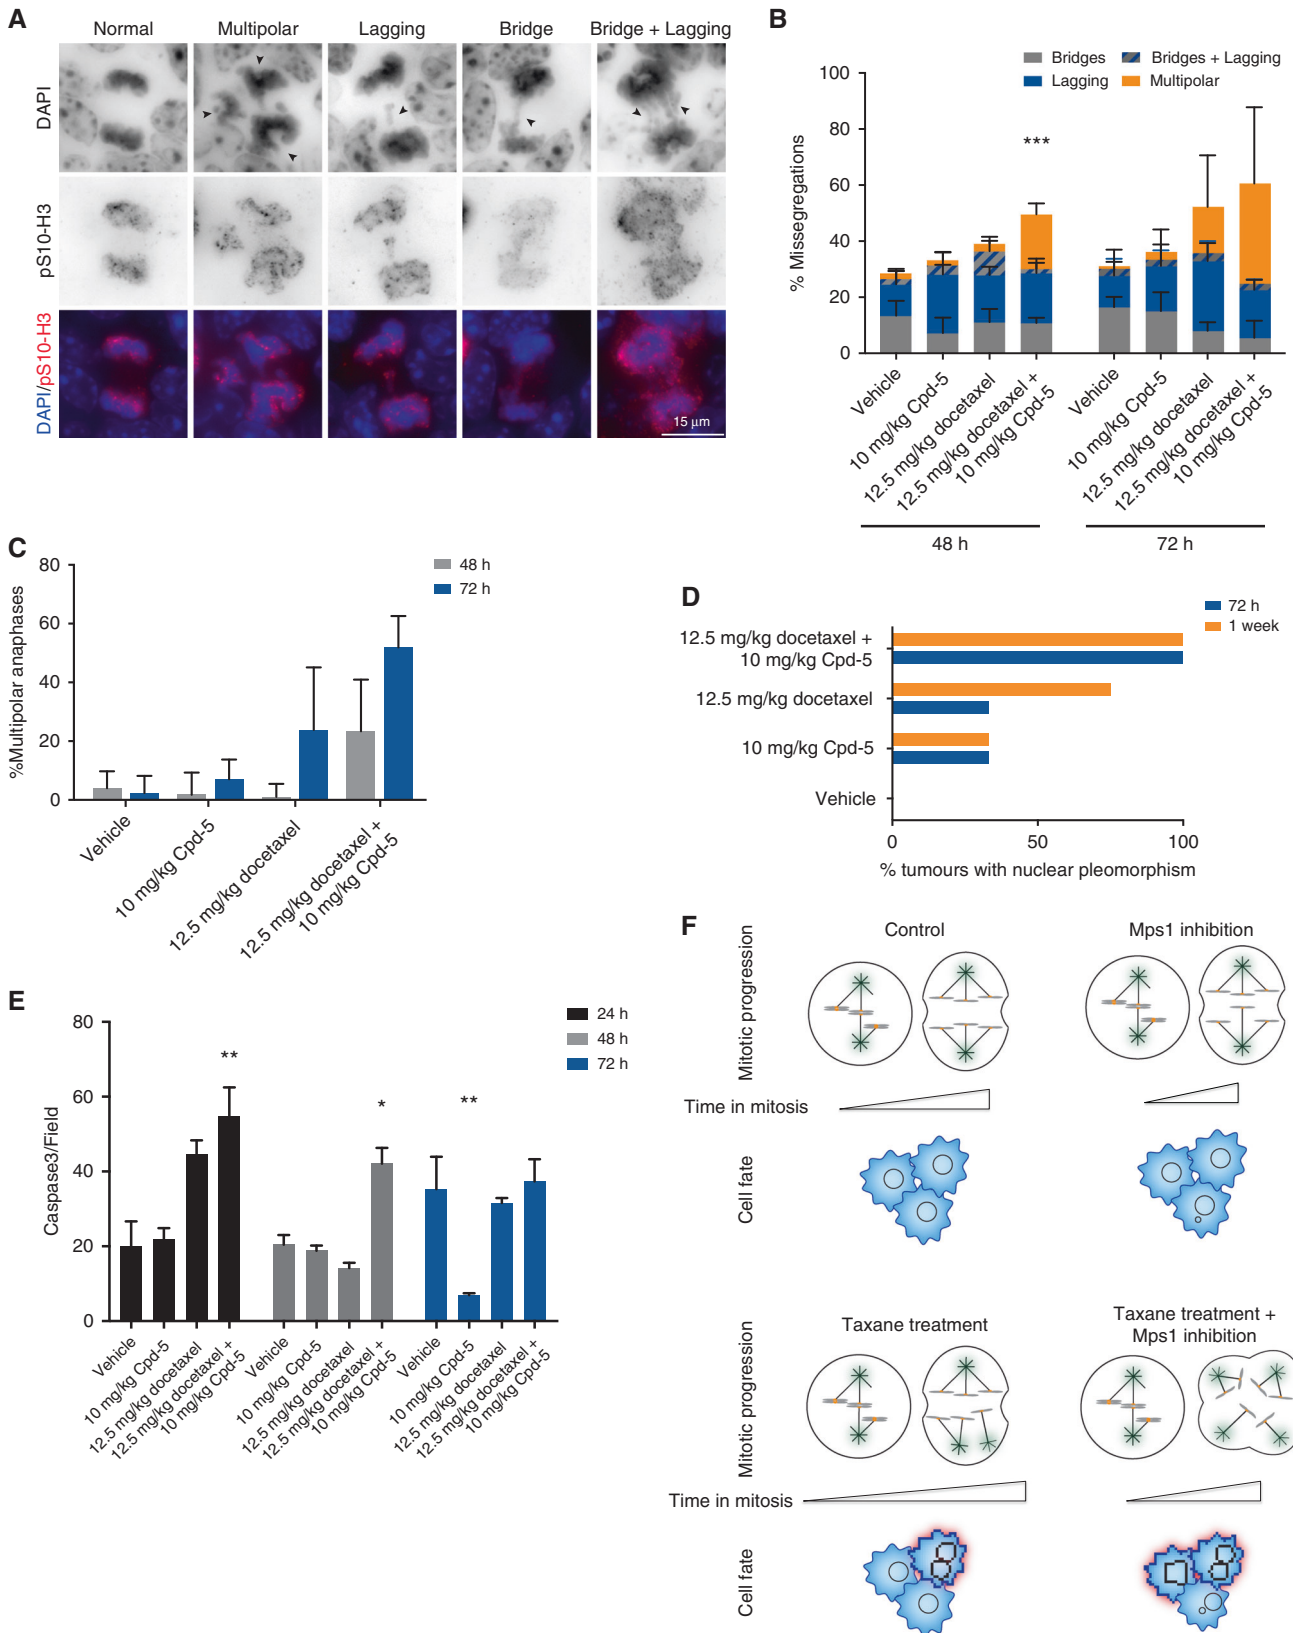 A
Normal
Multipolar
Lagging
Bridge
Bridge + Lagging
DAPI
pS10-H3
DAPI/pS10-H3
15 µm
B
Bridges
Bridges + Lagging
Lagging
Multipolar
% Missegregations
100
80
60
40
20
0
Vehicle
10 mg/kg Cpd-5
12.5 mg/kg docetaxel
12.5 mg/kg docetaxel +
10 mg/kg Cpd-5
Vehicle
10 mg/kg Cpd-5
12.5 mg/kg docetaxel
12.5 mg/kg docetaxel +
10 mg/kg Cpd-5
***
48 h
72 h
C
48 h
72 h
%Multipolar anaphases
80
60
40
20
0
Vehicle
10 mg/kg Cpd-5
12.5 mg/kg docetaxel
12.5 mg/kg docetaxel +
10 mg/kg Cpd-5
D
72 h
1 week
12.5 mg/kg docetaxel +
10 mg/kg Cpd-5
12.5 mg/kg docetaxel
10 mg/kg Cpd-5
Vehicle
0
50
100
% tumours with nuclear pleomorphism
E
24 h
48 h
72 h
Caspase3/Field
80
60
40
20
0
**
*
**
Vehicle
10 mg/kg Cpd-5
12.5 mg/kg docetaxel
12.5 mg/kg docetaxel +
10 mg/kg Cpd-5
Vehicle
10 mg/kg Cpd-5
12.5 mg/kg docetaxel
12.5 mg/kg docetaxel +
10 mg/kg Cpd-5
Vehicle
10 mg/kg Cpd-5
12.5 mg/kg docetaxel
12.5 mg/kg docetaxel +
10 mg/kg Cpd-5
F
Control
Mps1 inhibition
Mitotic progression
Time in mitosis
Cell fate
Taxane treatment
Taxane treatment +
Mps1 inhibition
Mitotic progression
Time in mitosis
Cell fate